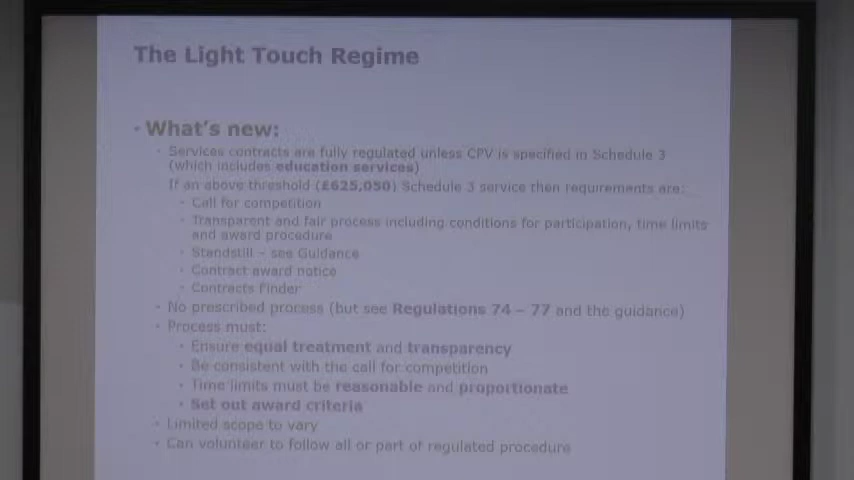 The Light Touch Regime
• What's new:
• Services contracts are fully regulated unless CPV is specified in Schedule 3
(which includes education services)
If an above threshold (£625,050) Schedule 3 service then requirements are:
• Call for competition
• Transparent and fair process including conditions for participation, time limits
and award procedure
• Standstill – see Guidance
• Contract award notice
• Contracts Finder
• No prescribed process (but see Regulations 74 – 77 and the guidance)
• Process must:
• Ensure equal treatment and transparency
• Be consistent with the call for competition
• Time limits must be reasonable and proportionate
• Set out award criteria
• Limited scope to vary
• Can volunteer to follow all or part of regulated procedure